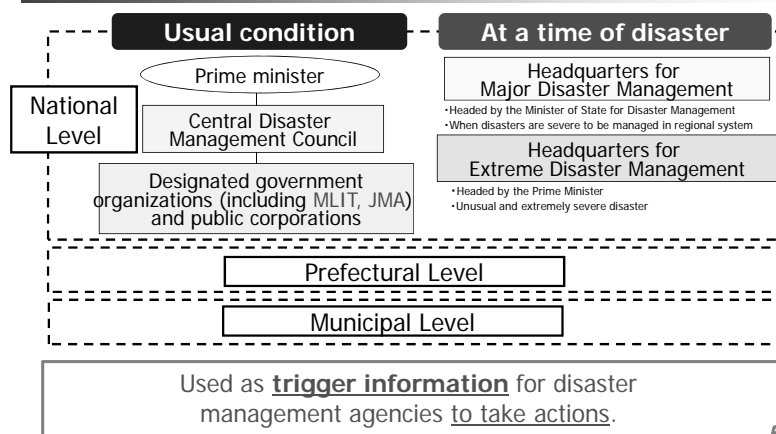 Usual condition
At a time of disaster
National
Level
Prime minister
Central Disaster
Management Council
Designated government
organizations (including MLIT, JMA)
and public corporations
Headquarters for
Major Disaster Management
・Headed by the Minister of State for Disaster Management
・When disasters are severe to be managed in regional system
Headquarters for
Extreme Disaster Management
・Headed by the Prime Minister
・Unusual and extremely severe disaster
Prefectural Level
Municipal Level
Used as trigger information for disaster
management agencies to take actions.